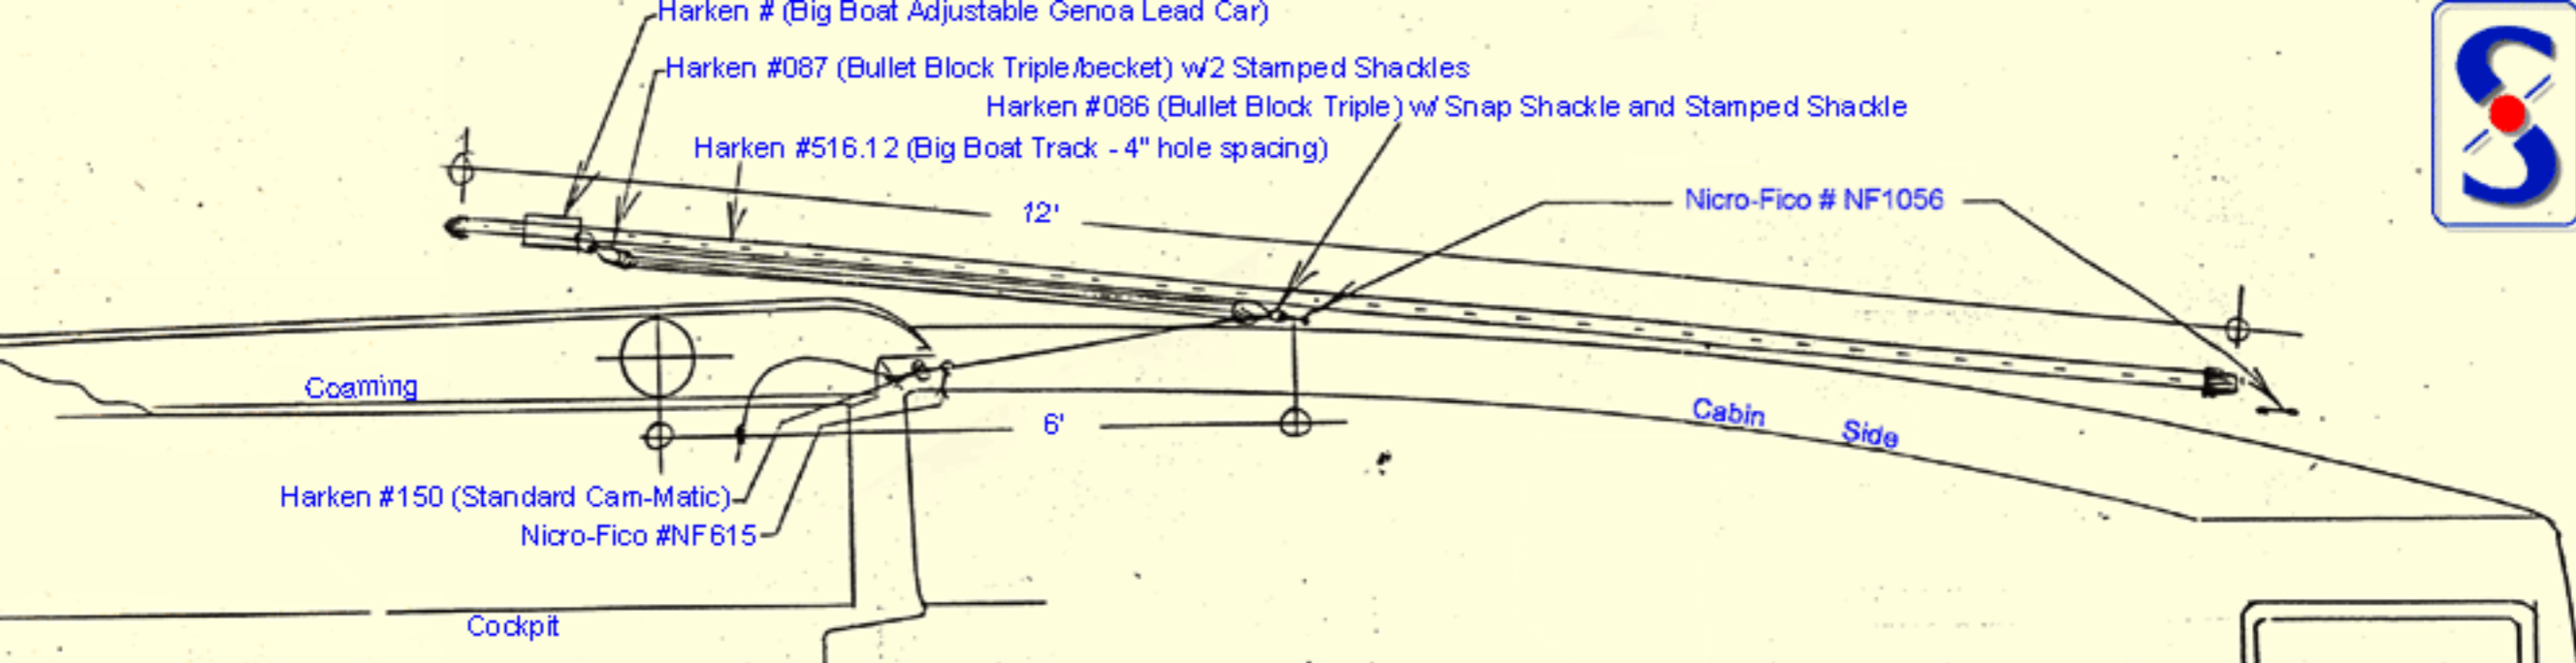 Harken # (Big Boat Adjustable Genoa Lead Car)
Harken #087 (Bullet Block Triple/becket) w/2 Stamped Shackles
Harken #086 (Bullet Block Triple) w/ Snap Shackle and Stamped Shackle
Harken #516.12 (Big Boat Track - 4" hole spacing)
12'
Nicro-Fico # NF1056
Coaming
6'
Cabin Side
Harken #150 (Standard Cam-Matic)
Nicro-Fico #NF615
Cockpit